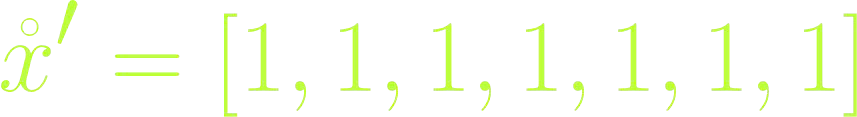 x̊′ = [1, 1, 1, 1, 1, 1, 1]